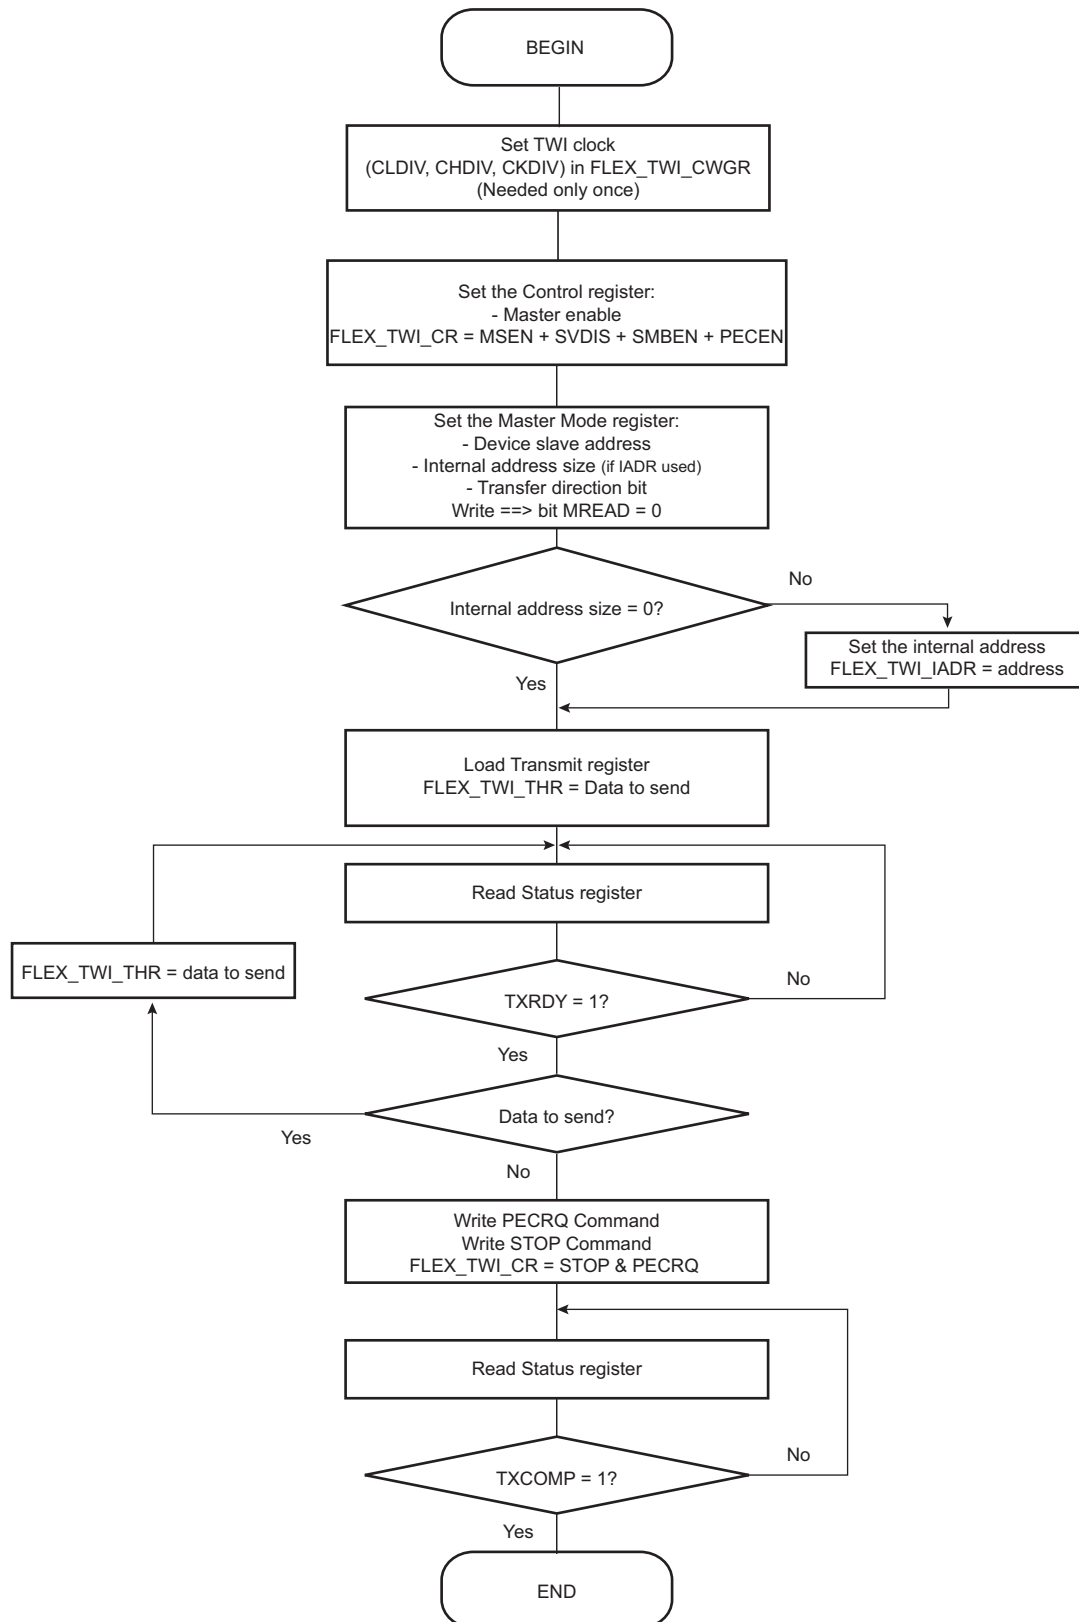 BEGIN
Set TWI clock
(CLDIV, CHDIV, CKDIV) in FLEX_TWI_CWGR
(Needed only once)
Set the Control register:
- Master enable
FLEX_TWI_CR = MSEN + SVDIS + SMBEN + PECEN
Set the Master Mode register:
- Device slave address
- Internal address size (if IADR used)
- Transfer direction bit
Write ==> bit MREAD = 0
No
Internal address size = 0?
Set the internal address
FLEX_TWI_IADR = address
Yes
Load Transmit register
FLEX_TWI_THR = Data to send
Read Status register
FLEX_TWI_THR = data to send
No
TXRDY = 1?
Yes
Data to send?
Yes
No
Write PECRQ Command
Write STOP Command
FLEX_TWI_CR = STOP & PECRQ
Read Status register
No
TXCOMP = 1?
Yes
END